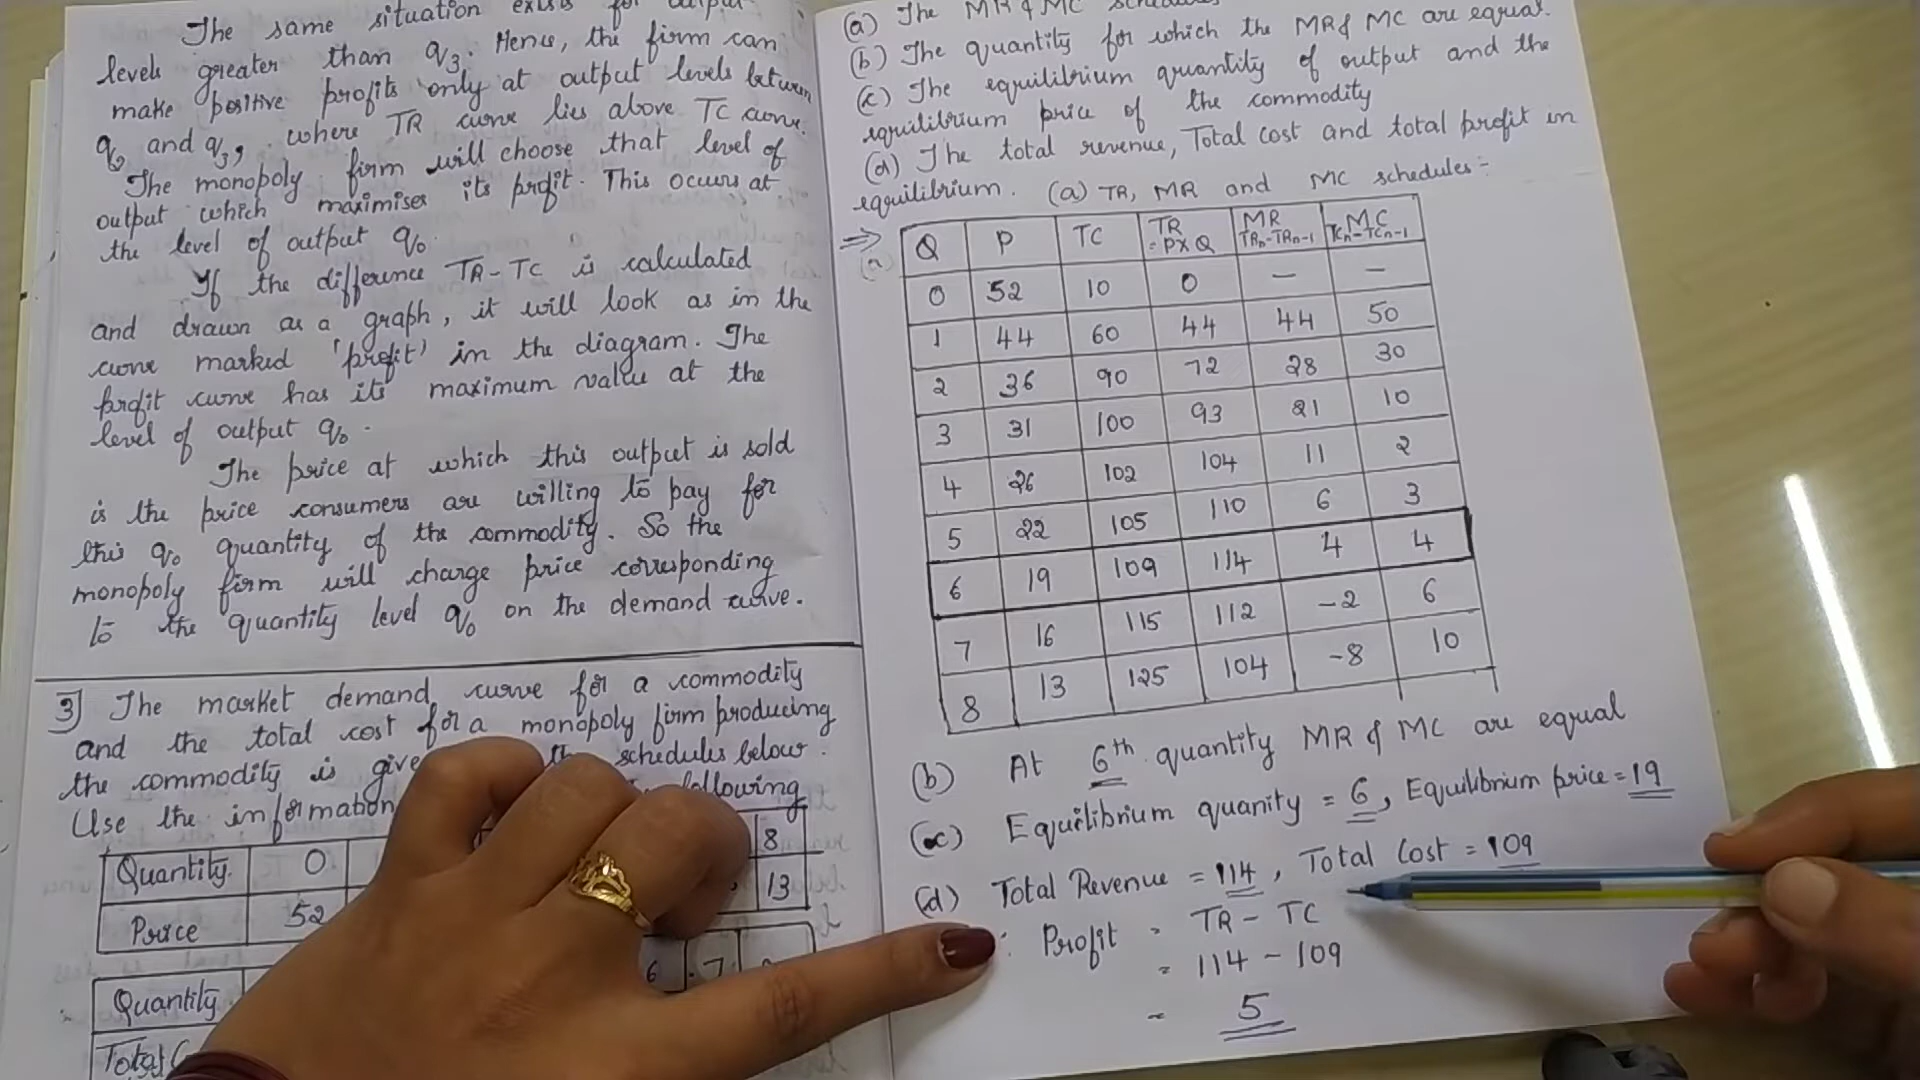 The same situation exists for output
levels greater than q3. Hence, the firm can
make positive profits only at output levels between
q2 and q3, where TR curve lies above TC curve.
The monopoly firm will choose that level of
output which maximises its profit. This occurs at
the level of output q0.
If the difference TR-TC is calculated
and drawn as a graph, it will look as in the
curve marked 'profit' in the diagram. The
profit curve has its maximum value at the
level of output q0.
The price at which this output is sold
is the price consumers are willing to pay for
this q0 quantity of the commodity. So the
monopoly firm will charge price corresponding
to the quantity level q0 on the demand curve.
3] The market demand curve for a commodity
and the total cost for a monopoly firm producing
the commodity is give schedules below.
Use the information following
Quantity 0 8
Price 52 13
Quantity 6 7
Total C
(a) The MR & MC schedules
(b) The quantity for which the MR & MC are equal.
(c) The equilibrium quantity of output and the
equilibrium price of the commodity
(d) The total revenue, Total cost and total profit in
equilibrium. (a) TR, MR and MC schedules:-
⇒ Q P TC TR = P×Q MR TRn-TRn-1 MC TCn-TCn-1
0 52 10 0 — —
1 44 60 44 44 50
2 36 90 72 28 30
3 31 100 93 21 10
4 26 102 104 11 2
5 22 105 110 6 3
6 19 109 114 4 4
7 16 115 112 -2 6
8 13 125 104 -8 10
(b) At 6th quantity MR & MC are equal
(c) Equilibrium quanity = 6, Equilibrium price = 19
(d) Total Revenue = 114, Total Cost = 109
: Profit = TR - TC
= 114 - 109
= 5